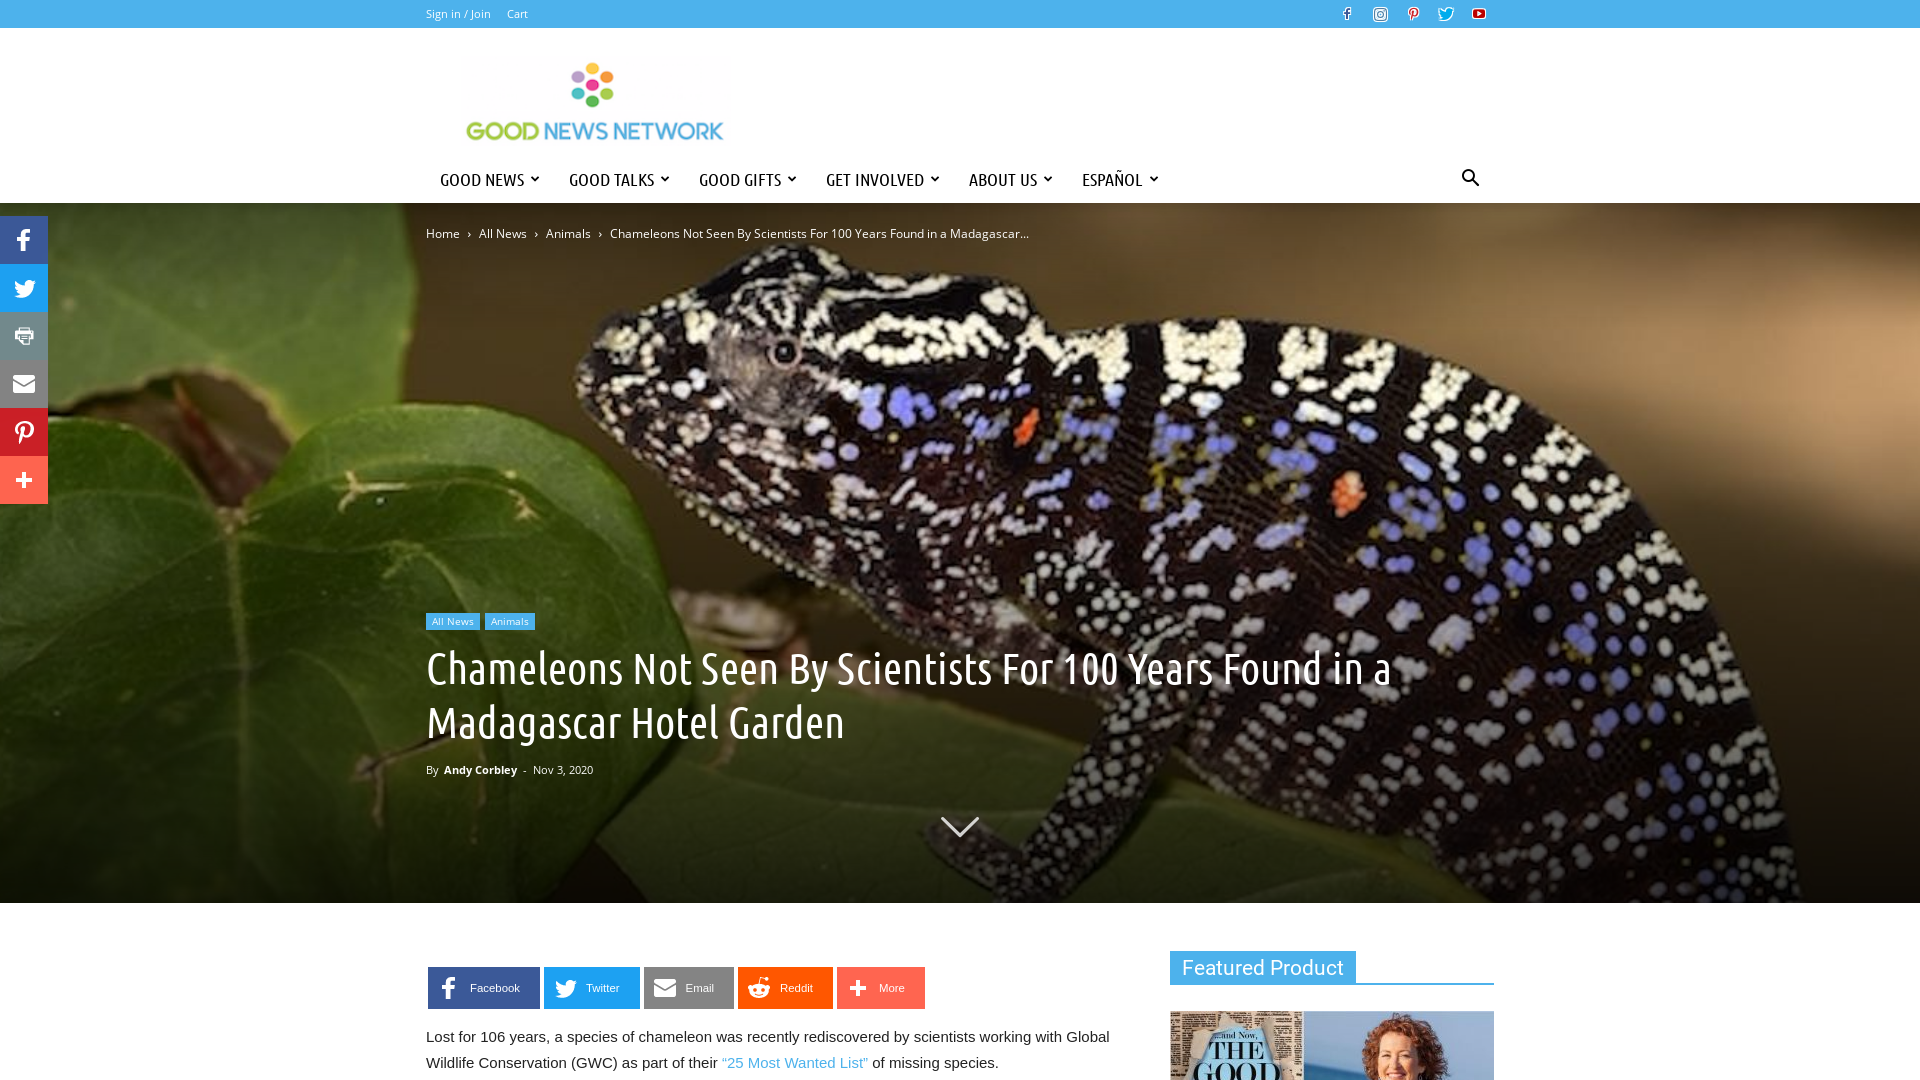 Sign in / Join Cart
GOOD NEWS NETWORK
GOOD NEWS GOOD TALKS GOOD GIFTS GET INVOLVED ABOUT US ESPAÑOL
Home › All News › Animals › Chameleons Not Seen By Scientists For 100 Years Found in a Madagascar...
All News Animals
Chameleons Not Seen By Scientists For 100 Years Found in a
Madagascar Hotel Garden
By Andy Corbley - Nov 3, 2020
Facebook Twitter Email Reddit More
Lost for 106 years, a species of chameleon was recently rediscovered by scientists working with Global
Wildlife Conservation (GWC) as part of their “25 Most Wanted List” of missing species.
Featured Product
...and Now,
THE
GOOD